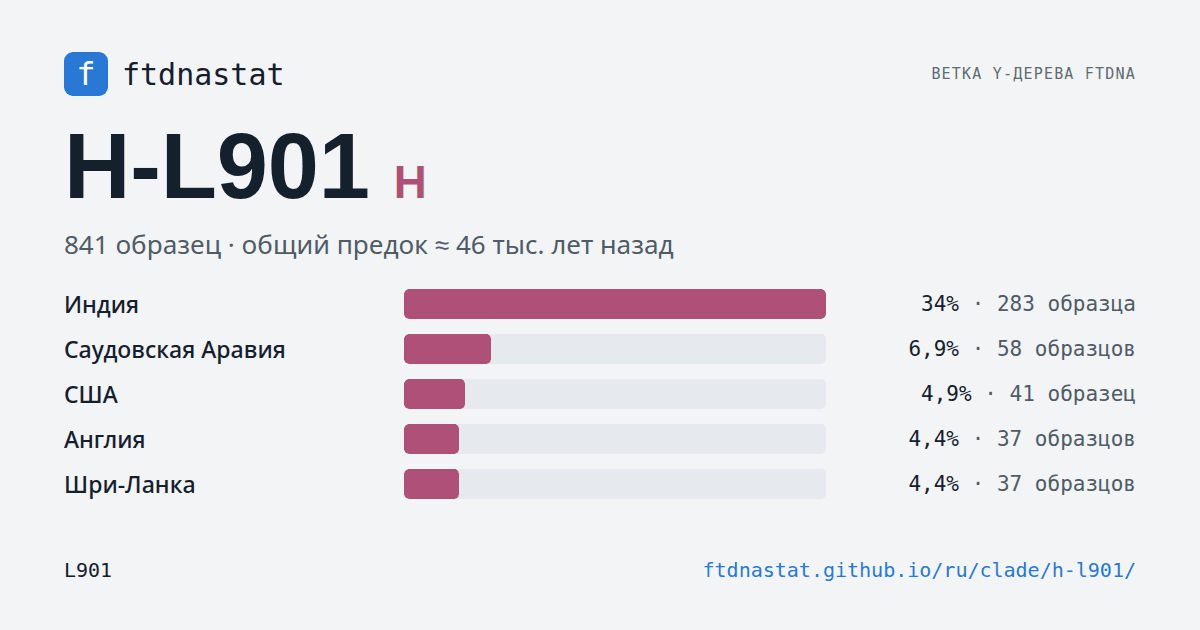 f ftdnastat
ВЕТКА Y-ДЕРЕВА FTDNA
H-L901 H
841 образец · общий предок ≈ 46 тыс. лет назад
Индия 34% · 283 образца
Саудовская Аравия 6,9% · 58 образцов
США 4,9% · 41 образец
Англия 4,4% · 37 образцов
Шри-Ланка 4,4% · 37 образцов
L901
ftdnastat.github.io/ru/clade/h-l901/